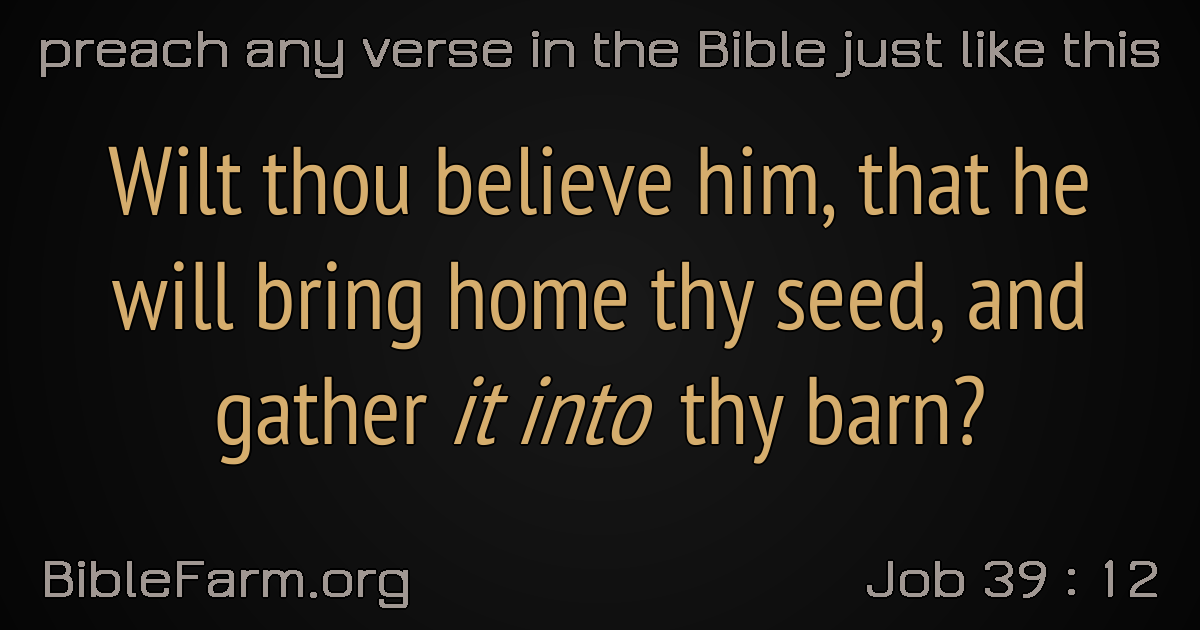 preach any verse in the Bible just like this
Wilt thou believe him, that he
will bring home thy seed, and
gather it into thy barn?
BibleFarm.org
Job 39 : 12